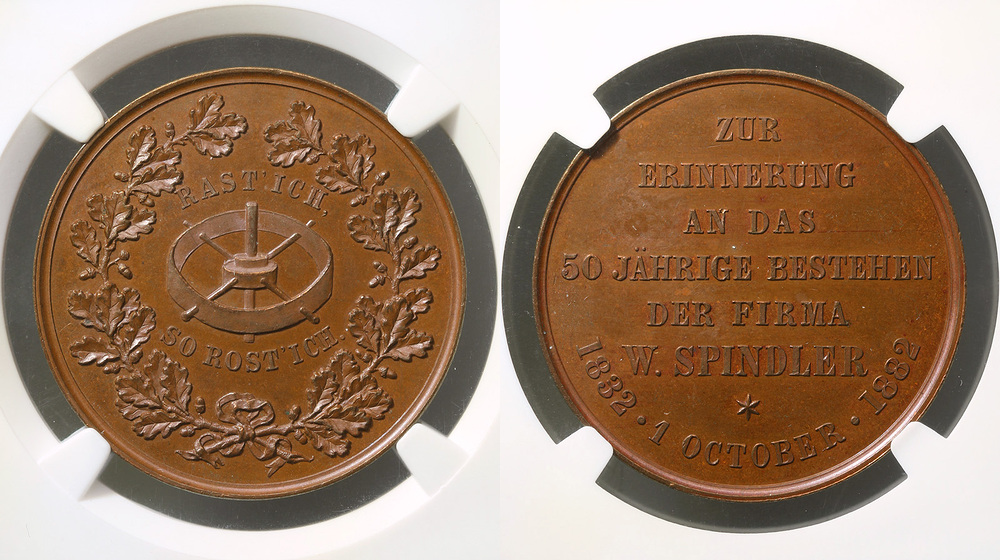 RAST'ICH,
SO ROST'ICH.
ZUR
ERINNERUNG
AN DAS
50 JÄHRIGE BESTEHEN
DER FIRMA
W. SPINDLER
1832 · 1 OCTOBER · 1882